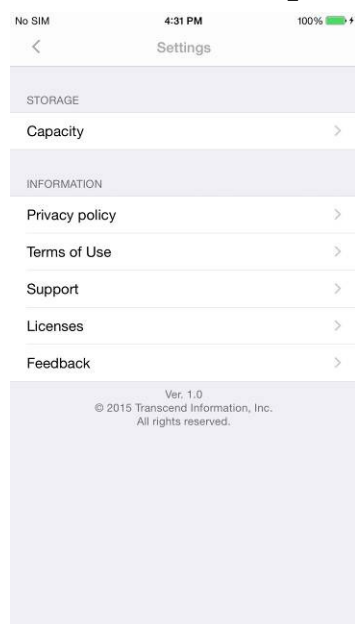 No SIM 4:31 PM 100%
Settings
STORAGE
Capacity
INFORMATION
Privacy policy
Terms of Use
Support
Licenses
Feedback
Ver. 1.0
© 2015 Transcend Information, Inc.
All rights reserved.